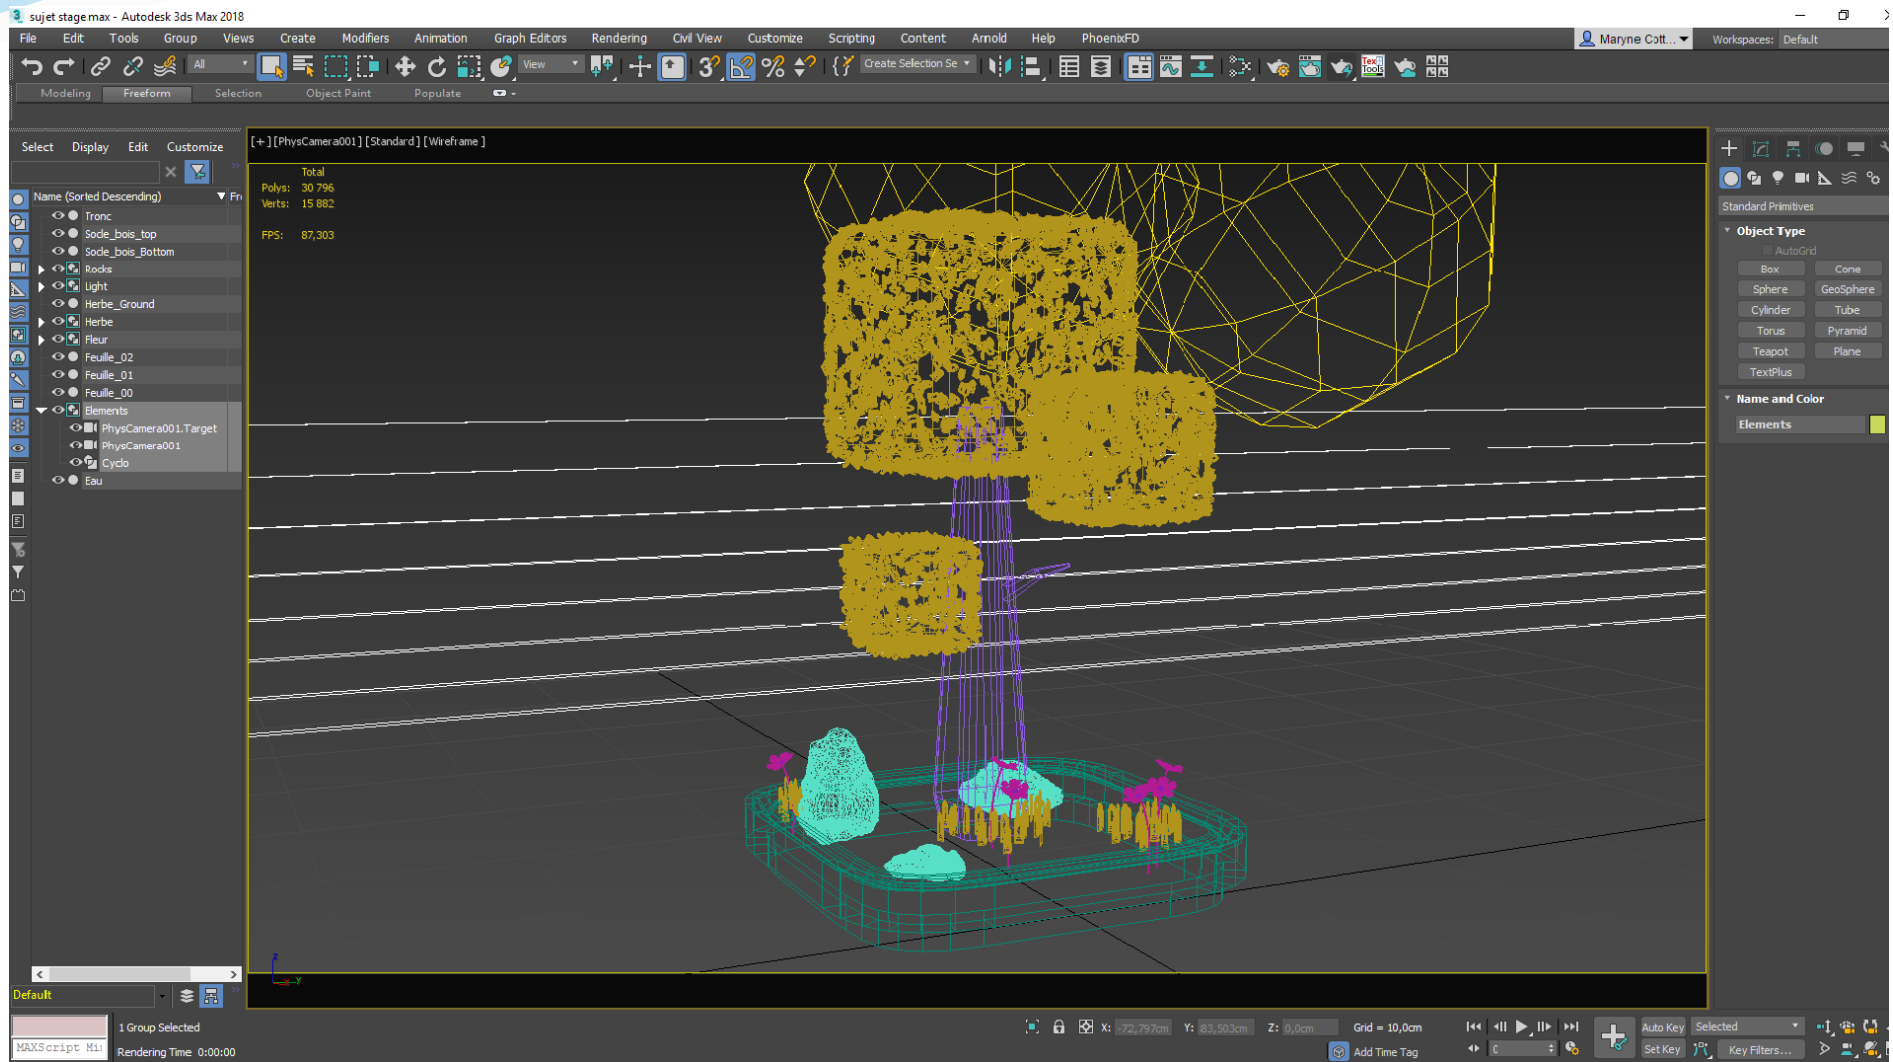 sujet stage.max - Autodesk 3ds Max 2018
File Edit Tools Group Views Create Modifiers Animation Graph Editors Rendering Civil View Customize Scripting Content Arnold Help PhoenixFD
Maryne Cott... Workspaces: Default
All View Create Selection Se
Modeling Freeform Selection Object Paint Populate
Select Display Edit Customize
[+] [PhysCamera001] [Standard] [Wireframe ]
Total
Polys: 30 796
Verts: 15 882
FPS: 87,303
Name (Sorted Descending) Fr
Tronc
Socle_bois_top
Socle_bois_Bottom
Rocks
Light
Herbe_Ground
Herbe
Fleur
Feuille_02
Feuille_01
Feuille_00
Elements
PhysCamera001.Target
PhysCamera001
Cyclo
Eau
Standard Primitives
Object Type
AutoGrid
Box Cone
Sphere GeoSphere
Cylinder Tube
Torus Pyramid
Teapot Plane
TextPlus
Name and Color
Elements
z
x y
Default
1 Group Selected
MAXScript Mi:
Rendering Time 0:00:00
X: -72,797cm Y: 83,503cm Z: 0,0cm Grid = 10,0cm
Add Time Tag
Auto Key Selected
Set Key Key Filters...